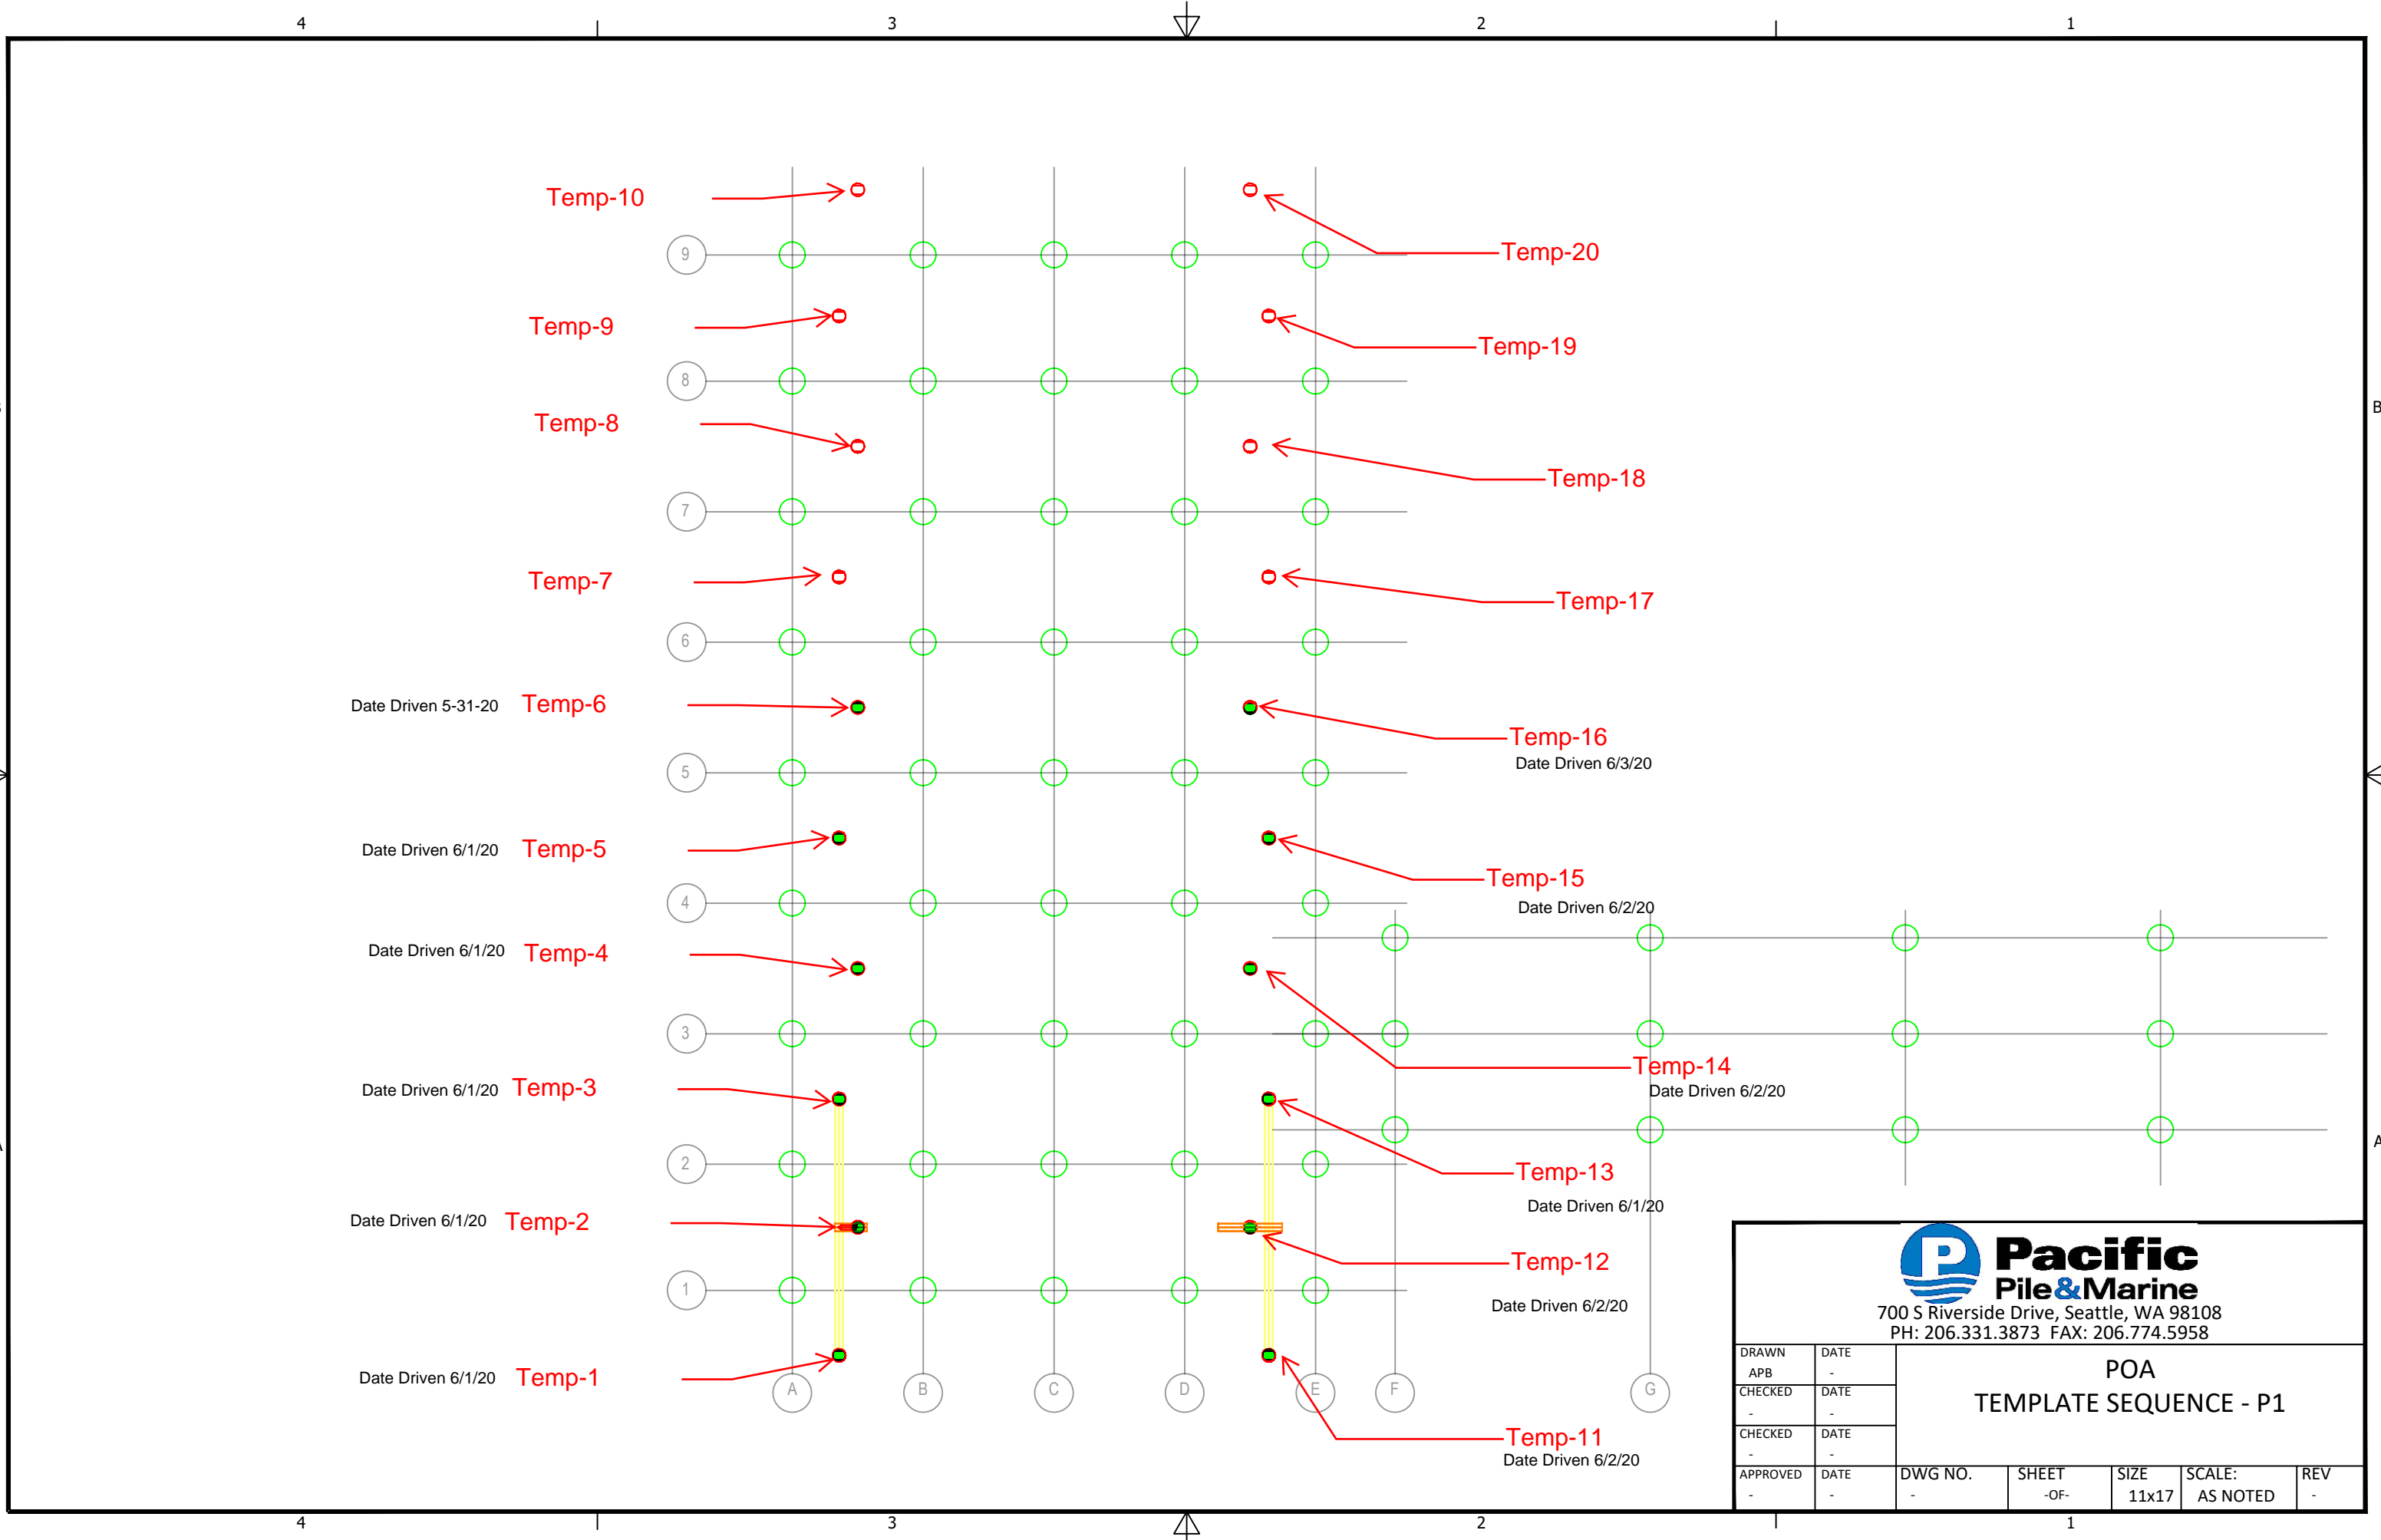 4 3 2 1
Temp-10
Temp-20
9
Temp-9
Temp-19
8
B
Temp-8
Temp-18
7
Temp-7
Temp-17
6
Date Driven 5-31-20 Temp-6
Temp-16
Date Driven 6/3/20
5
Date Driven 6/1/20 Temp-5
Temp-15
Date Driven 6/2/20
4
Date Driven 6/1/20 Temp-4
3
Temp-14
Date Driven 6/2/20
Date Driven 6/1/20 Temp-3
A
2
Temp-13
Date Driven 6/1/20
Date Driven 6/1/20 Temp-2
Temp-12
Date Driven 6/2/20
1
Date Driven 6/1/20 Temp-1
A B C D E F G
Temp-11
Date Driven 6/2/20
P Pacific
Pile&Marine
700 S Riverside Drive, Seattle, WA 98108
PH: 206.331.3873 FAX: 206.774.5958
DRAWN DATE
APB -
CHECKED DATE
- -
CHECKED DATE
- -
APPROVED DATE
- -
POA
TEMPLATE SEQUENCE - P1
DWG NO. SHEET SIZE SCALE: REV
- -OF- 11x17 AS NOTED -
4 3 2 1